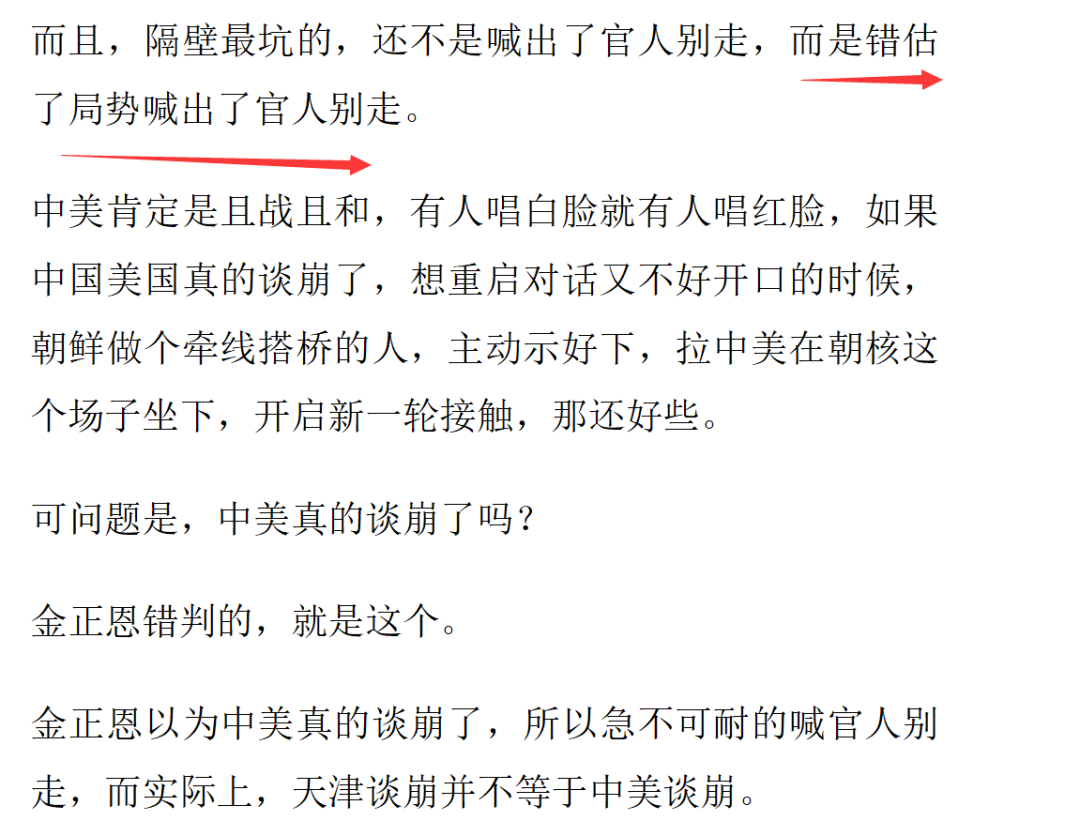 而且，隔壁最坑的，还不是喊出了官人别走，而是错估
了局势喊出了官人别走。
中美肯定是且战且和，有人唱白脸就有人唱红脸，如果
中国美国真的谈崩了，想重启对话又不好开口的时候，
朝鲜做个牵线搭桥的人，主动示好下，拉中美在朝核这
个场子坐下，开启新一轮接触，那还好些。
可问题是，中美真的谈崩了吗？
金正恩错判的，就是这个。
金正恩以为中美真的谈崩了，所以急不可耐的喊官人别
走，而实际上，天津谈崩并不等于中美谈崩。